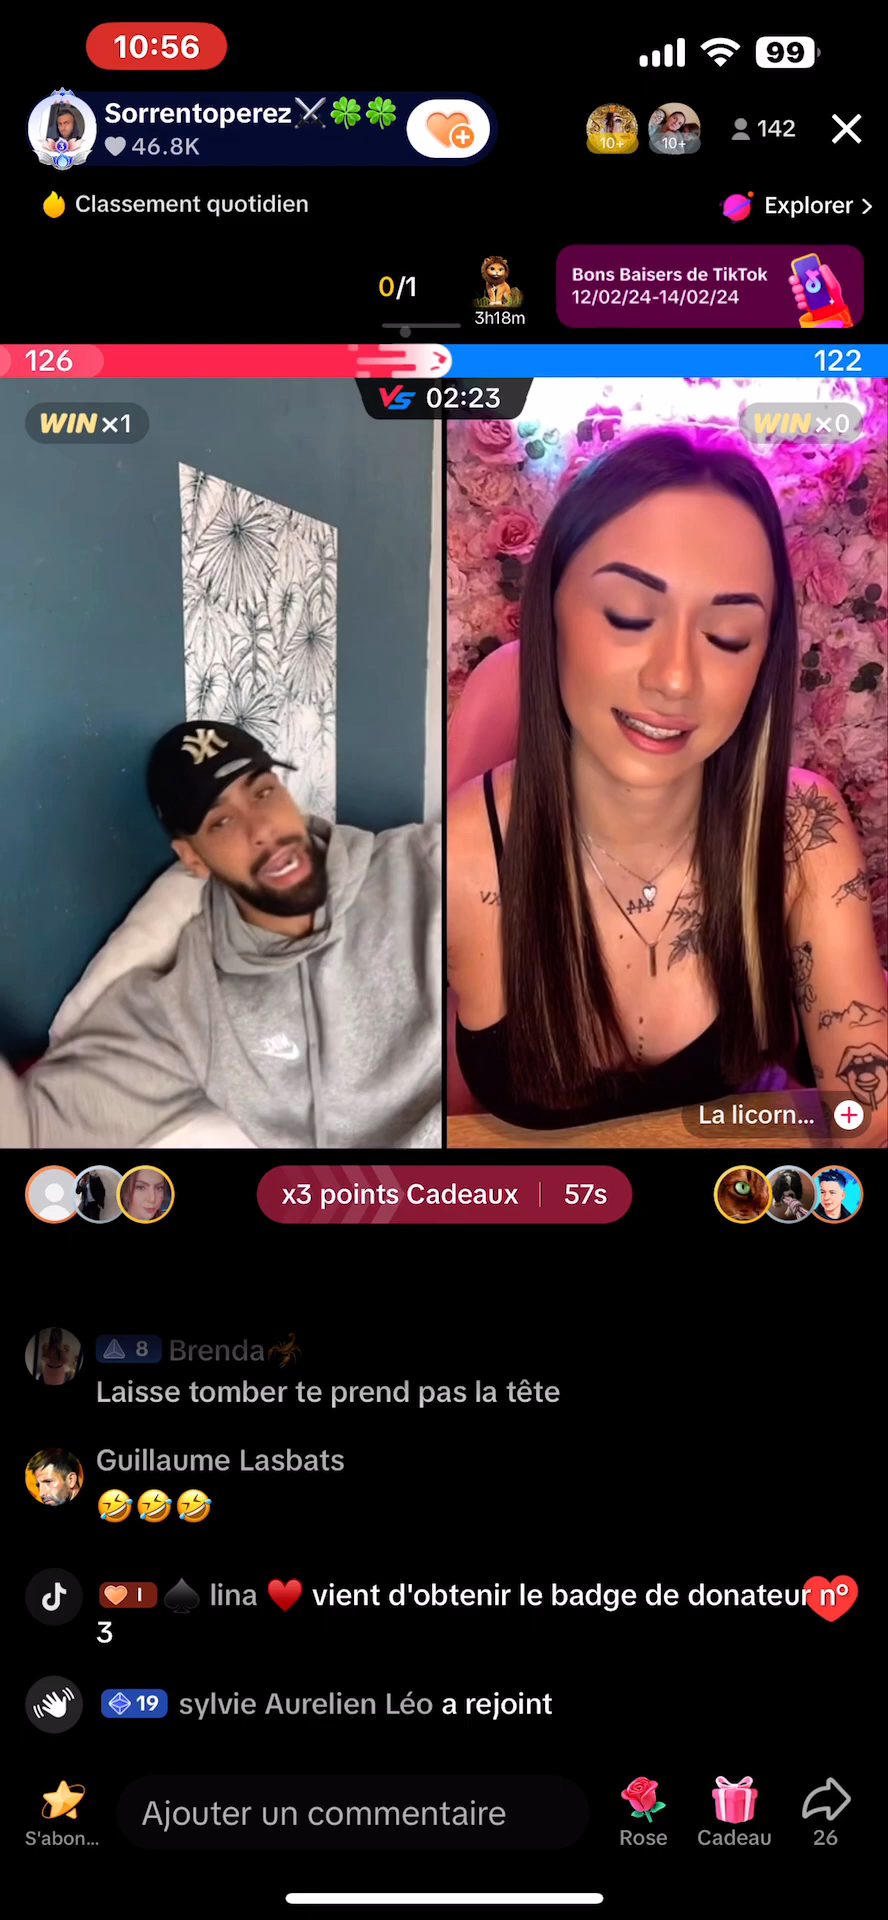 10:56
99
Sorrentoperez
46.8K
10+
10+
142
Classement quotidien
Explorer
0/1
3h18m
Bons Baisers de TikTok
12/02/24-14/02/24
126
122
VS 02:23
WIN x1
WIN x0
La licorn...
x3 points Cadeaux
57s
8 Brenda
Laisse tomber te prend pas la tête
Guillaume Lasbats
I lina vient d'obtenir le badge de donateur nº
3
19 sylvie Aurelien Léo a rejoint
S'abon...
Ajouter un commentaire
Rose
Cadeau
26